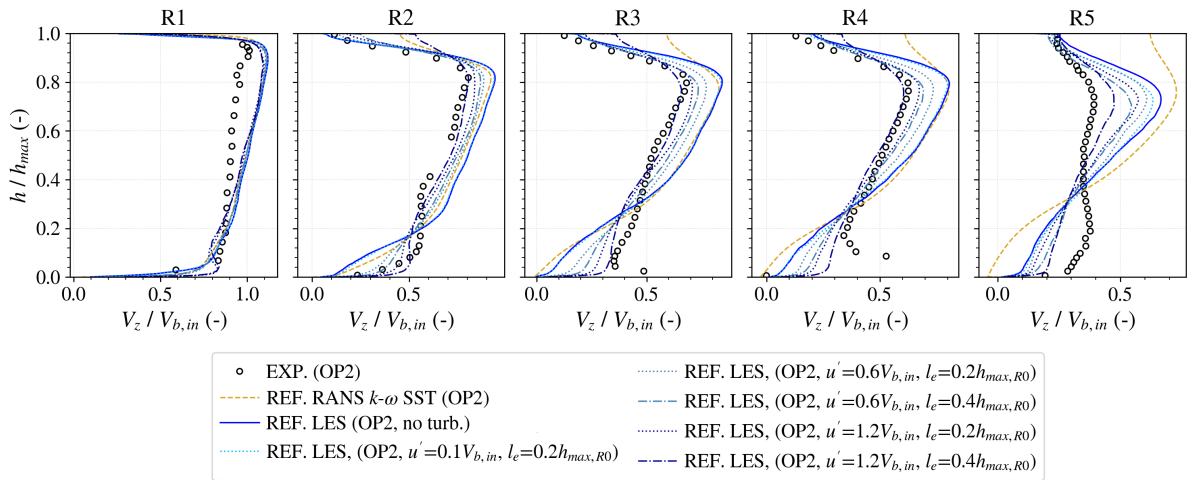 R1 R2 R3 R4 R5
1.0
0.8
0.6
0.4
0.2
0.0
h / h_max (-)
0.0 0.5 1.0 0.5 0.0 0.5 0.0 0.5 0.0 0.5
V_z / V_b,in (-) V_z / V_b,in (-) V_z / V_b,in (-) V_z / V_b,in (-) V_z / V_b,in (-)
EXP. (OP2)
REF. RANS k-ω SST (OP2)
REF. LES (OP2, no turb.)
REF. LES, (OP2, u'=0.1V_b,in, l_e=0.2h_max,R0)
REF. LES, (OP2, u'=0.6V_b,in, l_e=0.2h_max,R0)
REF. LES, (OP2, u'=0.6V_b,in, l_e=0.4h_max,R0)
REF. LES, (OP2, u'=1.2V_b,in, l_e=0.2h_max,R0)
REF. LES, (OP2, u'=1.2V_b,in, l_e=0.4h_max,R0)